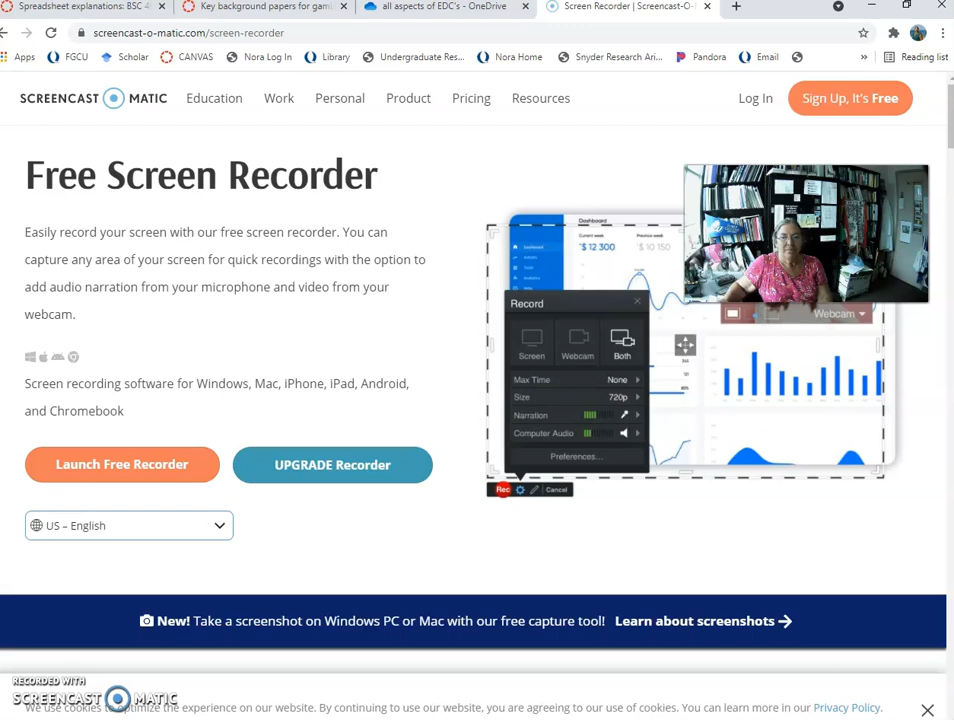 Spreadsheet explanations: BSC 4
Key background papers for gami
all aspects of EDC's - OneDrive
Screen Recorder | Screencast-O-
screencast-o-matic.com/screen-recorder
Apps
FGCU
Scholar
CANVAS
Nora Log In
Library
Undergraduate Res...
Nora Home
Snyder Research Ari...
Pandora
Email
»
Reading list
SCREENCAST MATIC
Education
Work
Personal
Product
Pricing
Resources
Log In
Sign Up, It's Free
Free Screen Recorder
Easily record your screen with our free screen recorder. You can
capture any area of your screen for quick recordings with the option to
add audio narration from your microphone and video from your
webcam.
Screen recording software for Windows, Mac, iPhone, iPad, Android,
and Chromebook
Launch Free Recorder
UPGRADE Recorder
US – English
Dashboard
Current week
Previous week
$ 12 300
$ 10 150
Dashboard
Record
Screen
Webcam
Both
Max Time None
Size 720p
Narration
Computer Audio
Preferences...
Rec
Cancel
Webcam
New! Take a screenshot on Windows PC or Mac with our free capture tool! Learn about screenshots
RECORDED WITH
SCREENCAST MATIC
We use cookies to optimize the experience on our website. By continuing to use our website, you are agreeing to our use of cookies. You can learn more in our Privacy Policy.